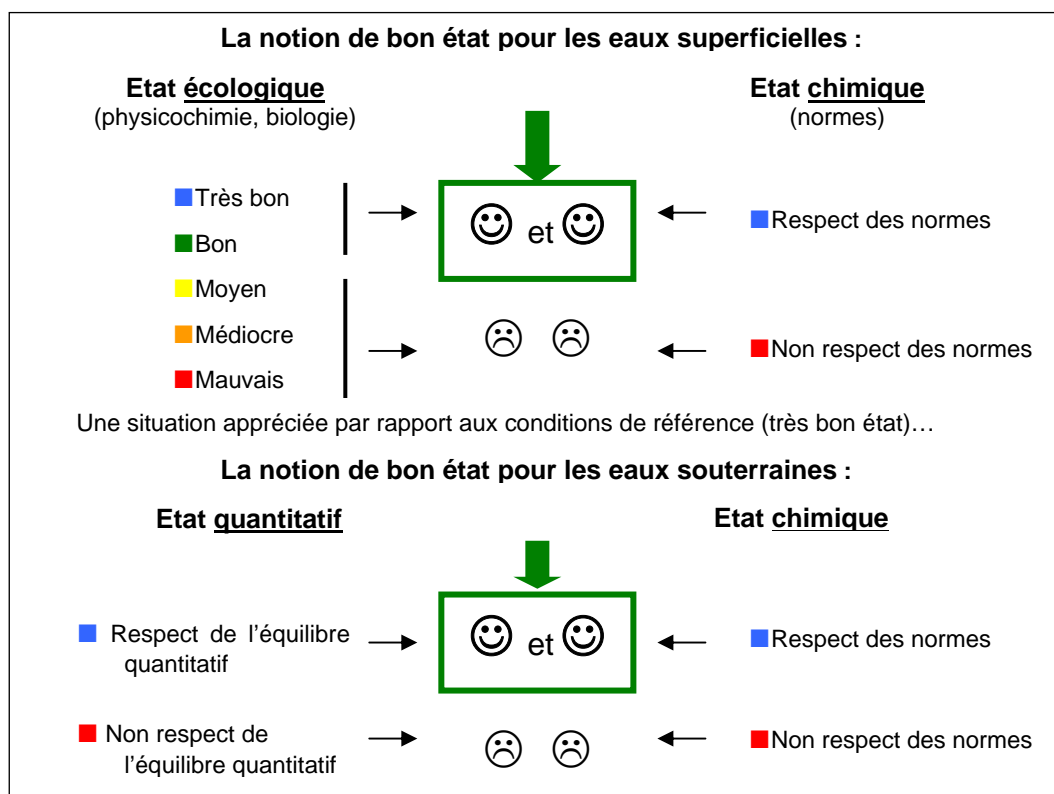 La notion de bon état pour les eaux superficielles :
Etat écologique
(physicochimie, biologie)
Etat chimique
(normes)
Très bon
Bon
Moyen
Médiocre
Mauvais
et
Respect des normes
Non respect des normes
Une situation appréciée par rapport aux conditions de référence (très bon état)…
La notion de bon état pour les eaux souterraines :
Etat quantitatif
Etat chimique
Respect de l'équilibre
quantitatif
et
Respect des normes
Non respect de
l'équilibre quantitatif
Non respect des normes